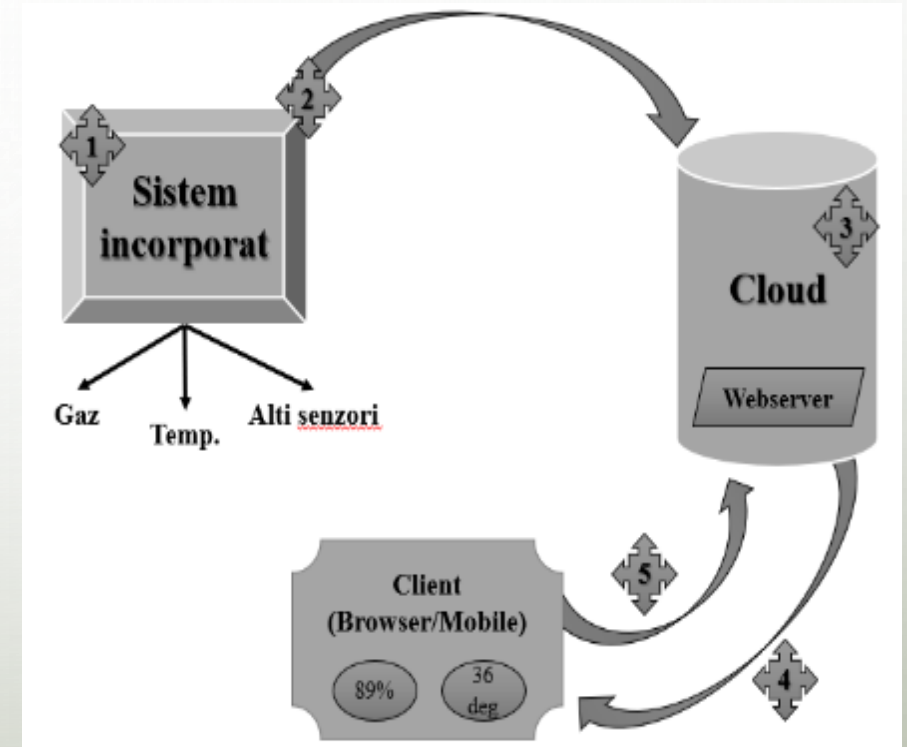 2
1
Sistem
incorporat
3
Cloud
Gaz
Temp.
Alti senzori
Webserver
5
Client
(Browser/Mobile)
89%
36
deg
4